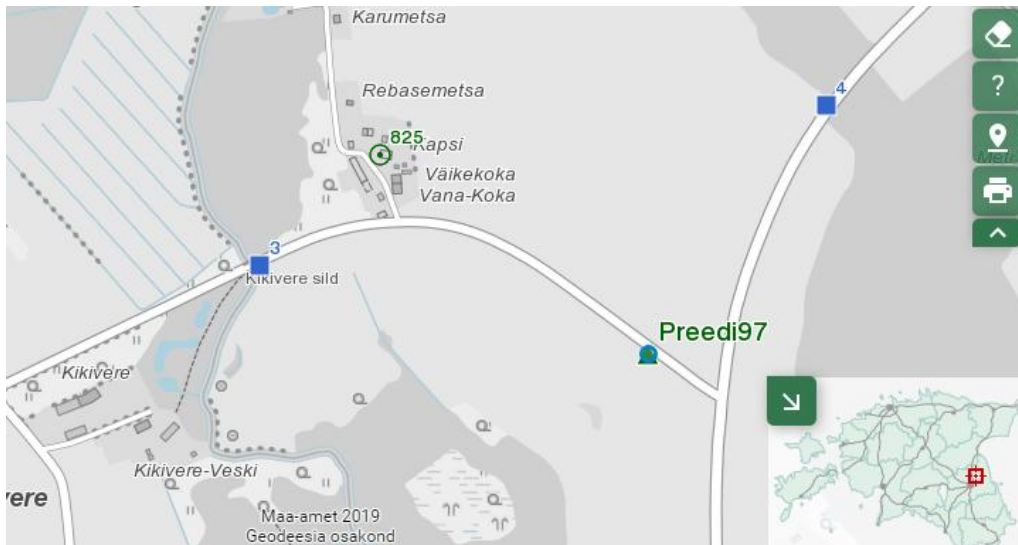 Karumetsa
Rebasemetsa
825
Kapsi
Väikekoka
Vana-Koka
4
?
3
Kikivere sild
Preedi97
Kikivere
Kikivere-Veski
vere
Maa-amet 2019
Geodeesia osakond